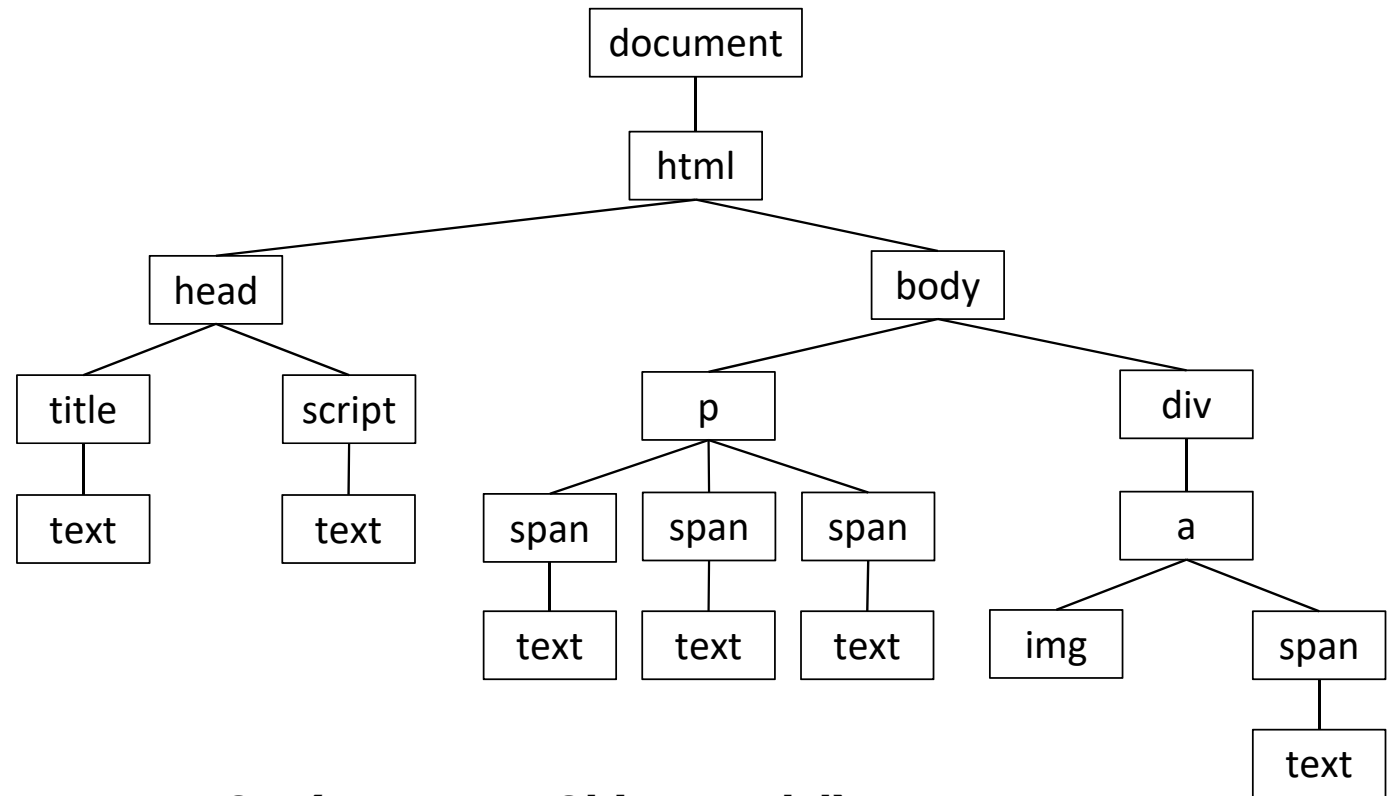 document
html
head
body
title
script
p
div
text
text
span
span
span
a
text
text
text
img
span
text